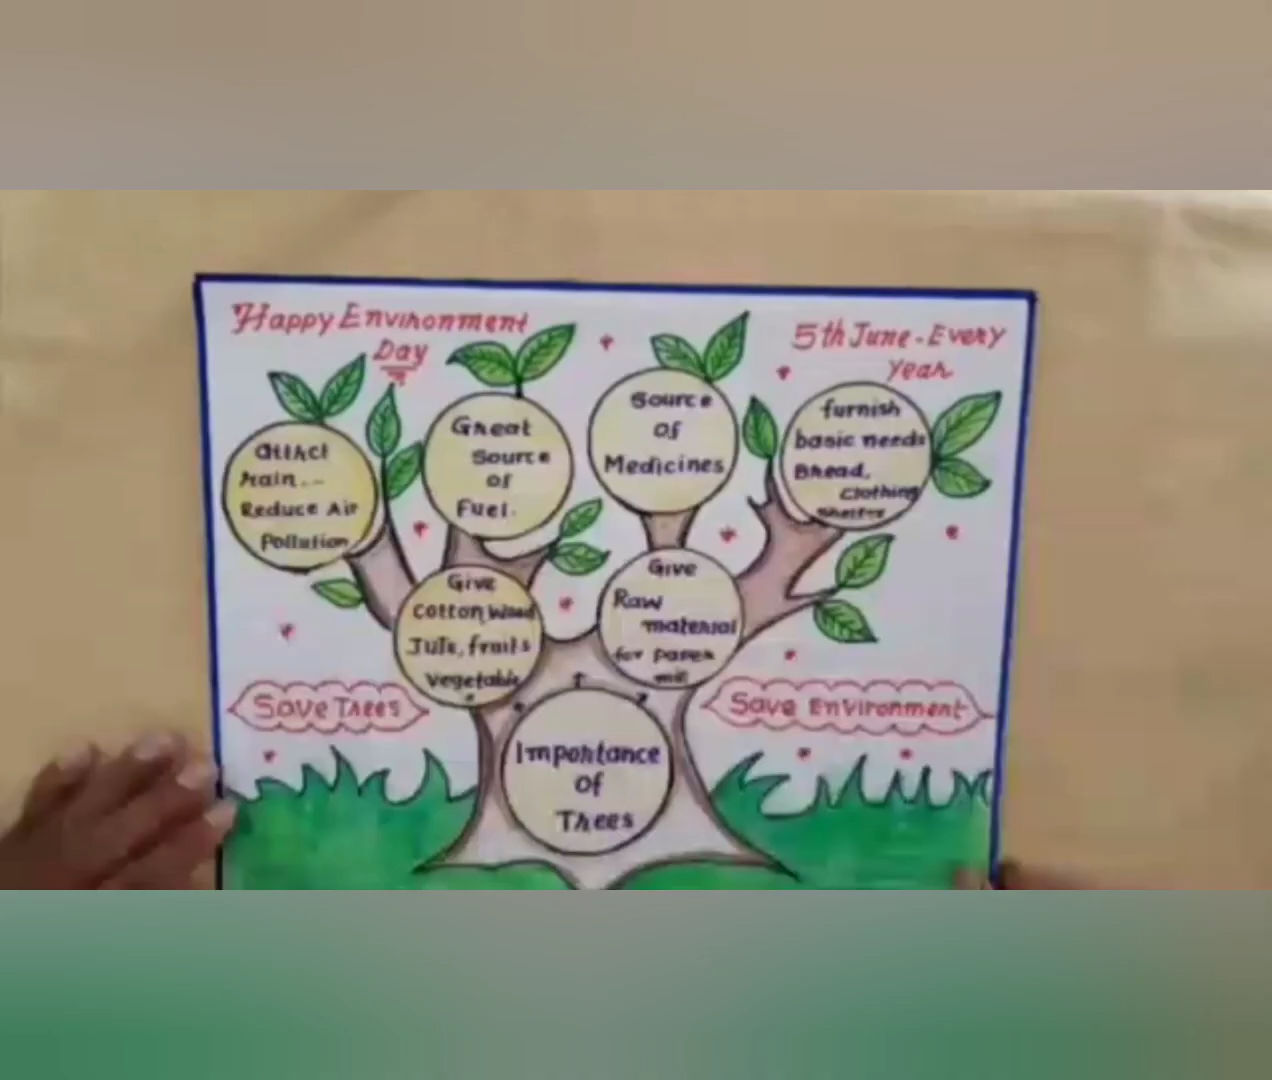 Happy Environment
Day
5th June - Every
Year
Attract
rain...
Reduce Air
Pollution
Great
Source
of
Fuel.
Source
of
Medicines
furnish
basic needs
Bread,
Clothing
Shelter
Give
Cotton, Wood
Jute, fruits
Vegetable
Give
Raw
material
for paper
mill
Save Trees
Save Environment
Importance
of
Trees